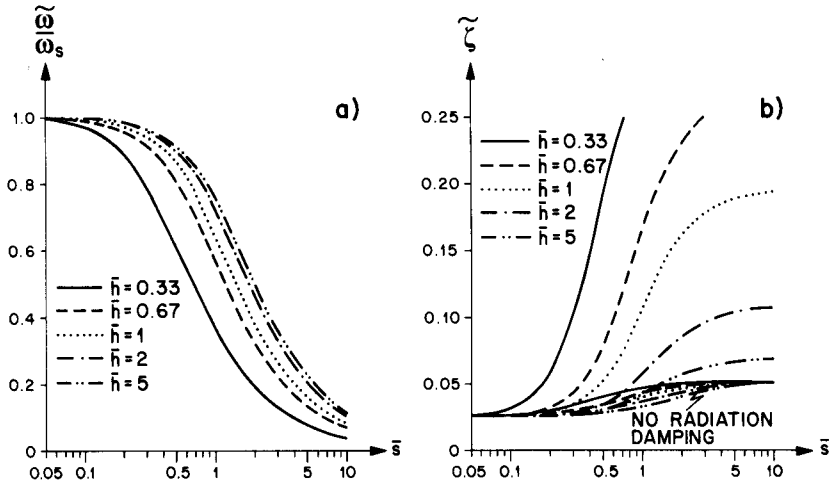 ω̃
ωs
a)
1.0
0.8
0.6
0.4
0.2
0
h̄ = 0.33
h̄ = 0.67
h̄ = 1
h̄ = 2
h̄ = 5
0.05 0.1 0.5 1 5 10
s̄
ζ̃
b)
0.25
0.20
0.15
0.10
0.05
0
h̄ = 0.33
h̄ = 0.67
h̄ = 1
h̄ = 2
h̄ = 5
NO RADIATION
DAMPING
0.05 0.1 0.5 1 5 10
s̄